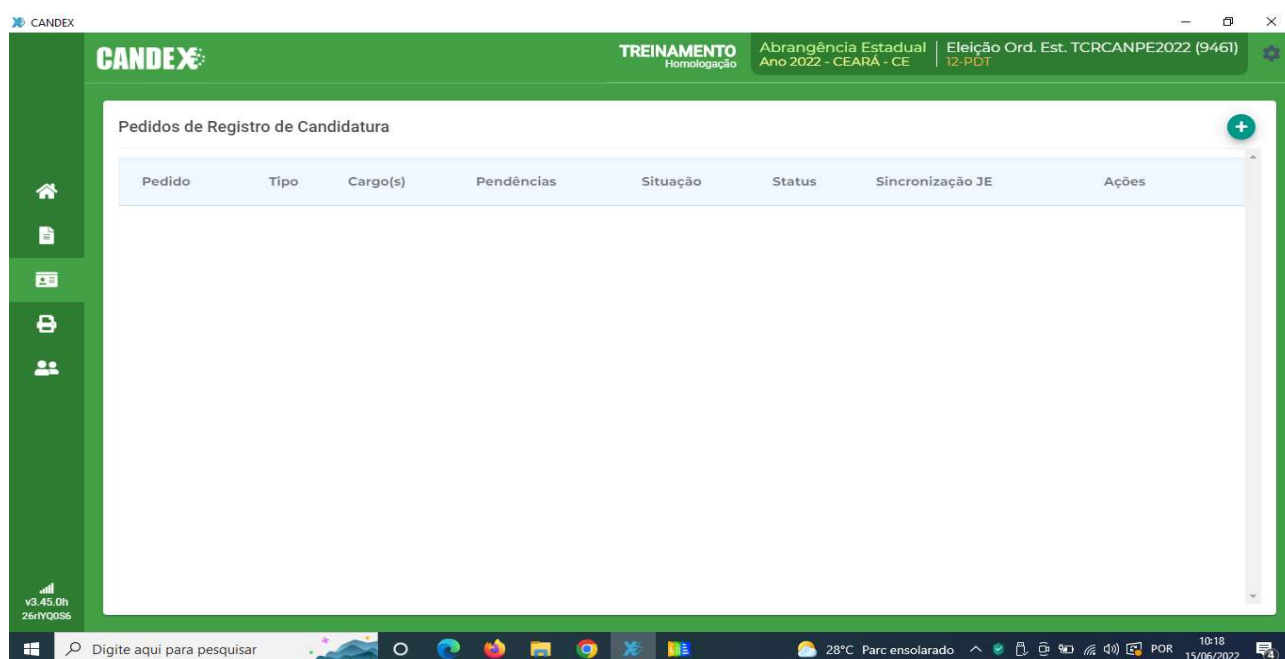 CANDEX
CANDEX
TREINAMENTO
Homologação
Abrangência Estadual | Eleição Ord. Est. TCRCANPE2022 (9461)
Ano 2022 - CEARÁ - CE | 12-PDT
Pedidos de Registro de Candidatura
+
Pedido Tipo Cargo(s) Pendências Situação Status Sincronização JE Ações
v3.45.0h
Digite aqui para pesquisar
28°C Parc ensolarado
POR
10:18
15/06/2022
4